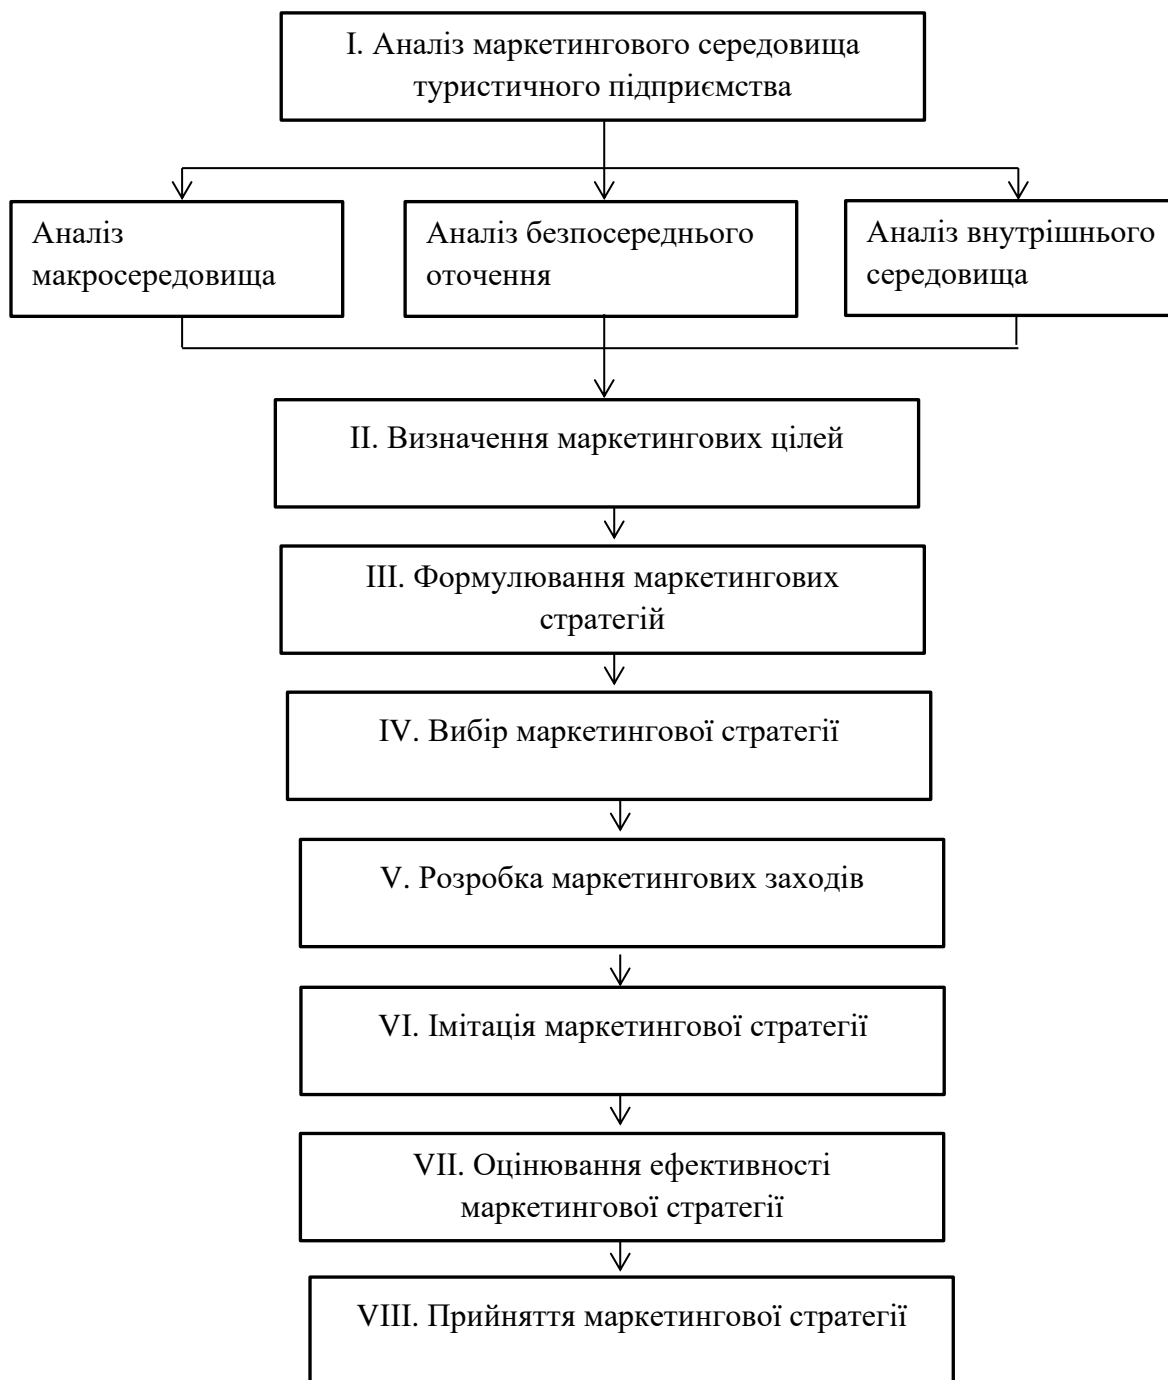 I. Аналіз маркетингового середовища
туристичного підприємства
Аналіз
макросередовища
Аналіз безпосереднього
оточення
Аналіз внутрішнього
середовища
II. Визначення маркетингових цілей
III. Формулювання маркетингових
стратегій
IV. Вибір маркетингової стратегії
V. Розробка маркетингових заходів
VI. Імітація маркетингової стратегії
VII. Оцінювання ефективності
маркетингової стратегії
VIII. Прийняття маркетингової стратегії